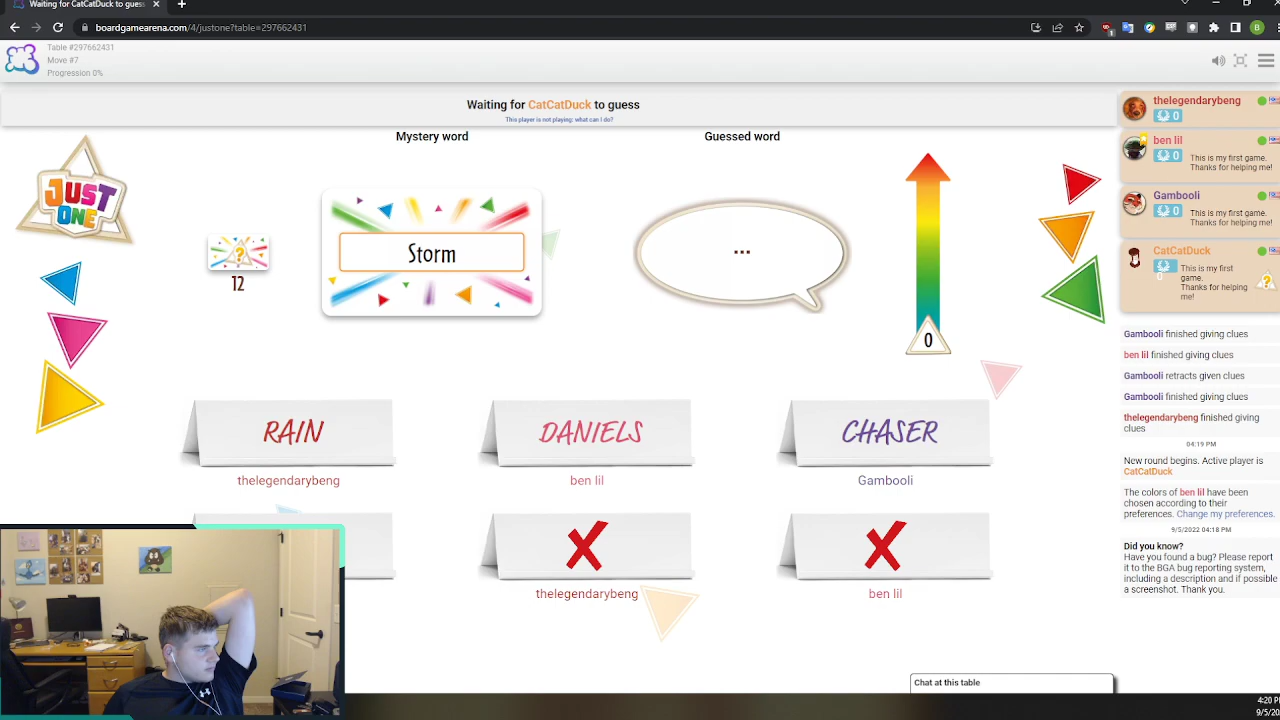 Waiting for CatCatDuck to guess
boardgamearena.com/4/justone?table=297662431
B
Table #297662431
Move #7
Progression 0%
Waiting for CatCatDuck to guess
This player is not playing: what can I do?
Mystery word
Guessed word
JUST
ONE
?
12
Storm
...
0
RAIN
thelegendarybeng
DANIELS
ben lil
CHASER
Gambooli
X
thelegendarybeng
X
ben lil
thelegendarybeng
0
ben lil
0
This is my first game.
Thanks for helping me!
Gambooli
0
This is my first game.
Thanks for helping me!
CatCatDuck
0
This is my first
game.
Thanks for helping
me!
?
Gambooli finished giving clues
ben lil finished giving clues
Gambooli retracts given clues
Gambooli finished giving clues
thelegendarybeng finished giving
clues
04:19 PM
New round begins. Active player is
CatCatDuck
The colors of ben lil have been
chosen according to their
preferences. Change my preferences.
9/5/2022 04:18 PM
Did you know?
Have you found a bug? Please report
it to the BGA bug reporting system,
including a description and if possible
a screenshot. Thank you.
Chat at this table
4:20 P
9/5/20